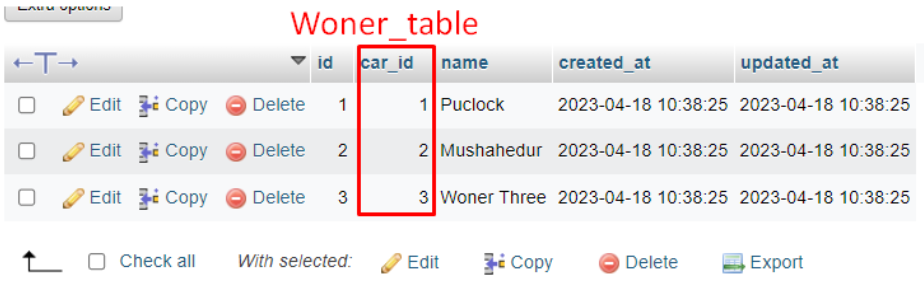 Extra options
Woner_table
id car_id name created_at updated_at
Edit Copy Delete 1 1 Puclock 2023-04-18 10:38:25 2023-04-18 10:38:25
Edit Copy Delete 2 2 Mushahedur 2023-04-18 10:38:25 2023-04-18 10:38:25
Edit Copy Delete 3 3 Woner Three 2023-04-18 10:38:25 2023-04-18 10:38:25
Check all With selected: Edit Copy Delete Export